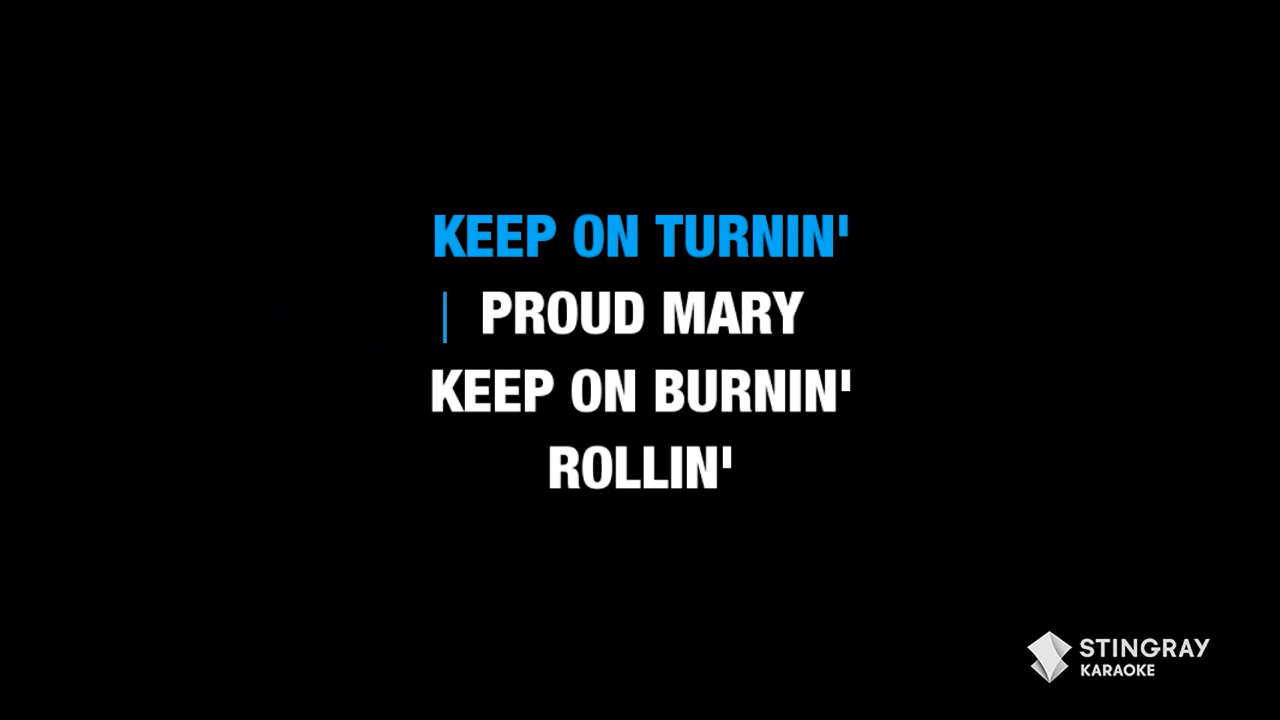 KEEP ON TURNIN'
PROUD MARY
KEEP ON BURNIN'
ROLLIN'
STINGRAY
KARAOKE